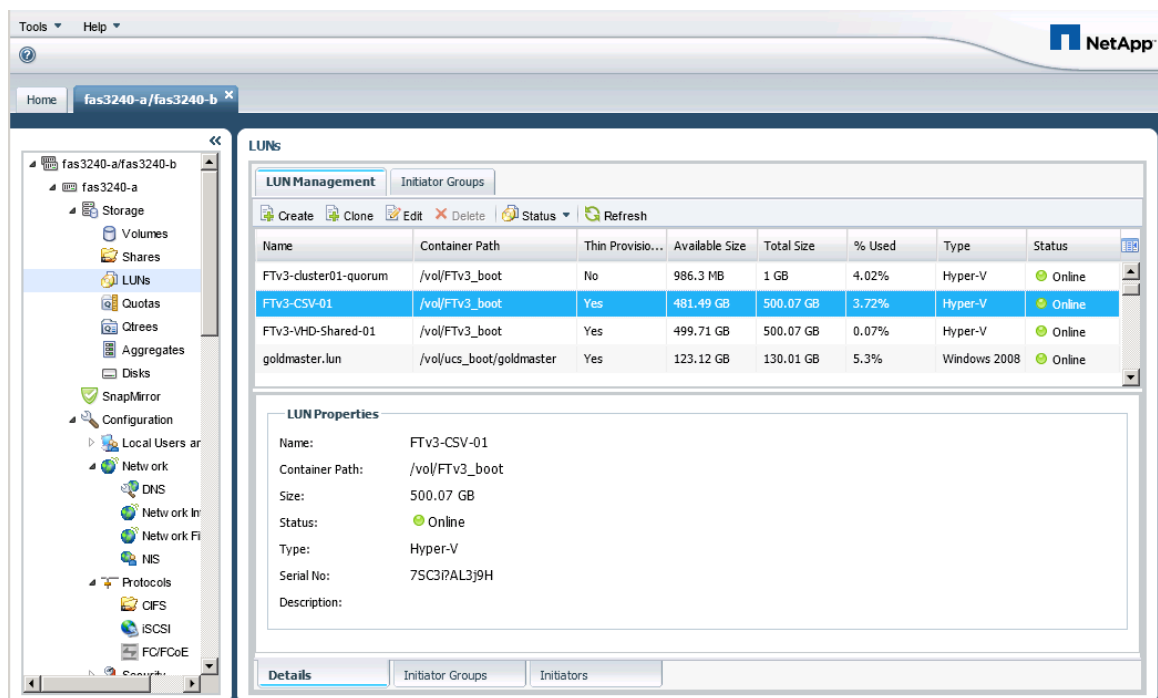 Tools Help
NetApp
Home fas3240-a/fas3240-b
fas3240-a/fas3240-b
fas3240-a
Storage
Volumes
Shares
LUNs
Quotas
Qtrees
Aggregates
Disks
SnapMirror
Configuration
Local Users ar
Network
DNS
Network In
Network Fi
NIS
Protocols
CIFS
iSCSI
FC/FCoE
Security
LUNs
LUN Management Initiator Groups
Create Clone Edit Delete Status Refresh
Name Container Path Thin Provisio... Available Size Total Size % Used Type Status
FTv3-cluster01-quorum /vol/FTv3_boot No 986.3 MB 1 GB 4.02% Hyper-V Online
FTv3-CSV-01 /vol/FTv3_boot Yes 481.49 GB 500.07 GB 3.72% Hyper-V Online
FTv3-VHD-Shared-01 /vol/FTv3_boot Yes 499.71 GB 500.07 GB 0.07% Hyper-V Online
goldmaster.lun /vol/ucs_boot/goldmaster Yes 123.12 GB 130.01 GB 5.3% Windows 2008 Online
LUN Properties
Name: FTv3-CSV-01
Container Path: /vol/FTv3_boot
Size: 500.07 GB
Status: Online
Type: Hyper-V
Serial No: 7SC3i?AL3j9H
Description:
Details Initiator Groups Initiators